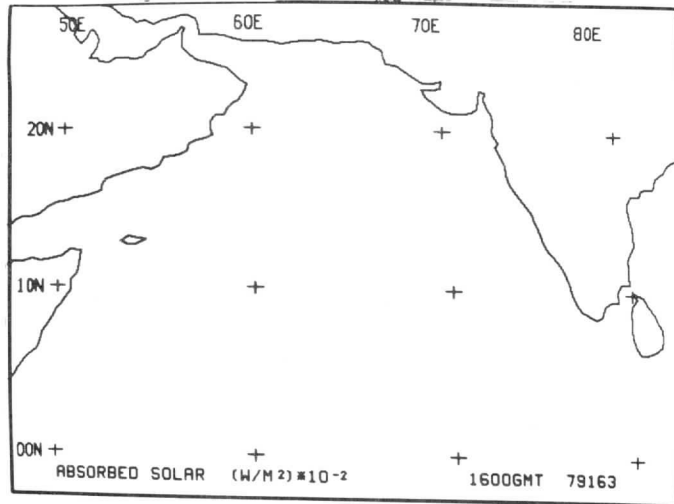 50E 60E 70E 80E
20N
10N
00N
ABSORBED SOLAR (W/M²)*10⁻² 1600GMT 79163